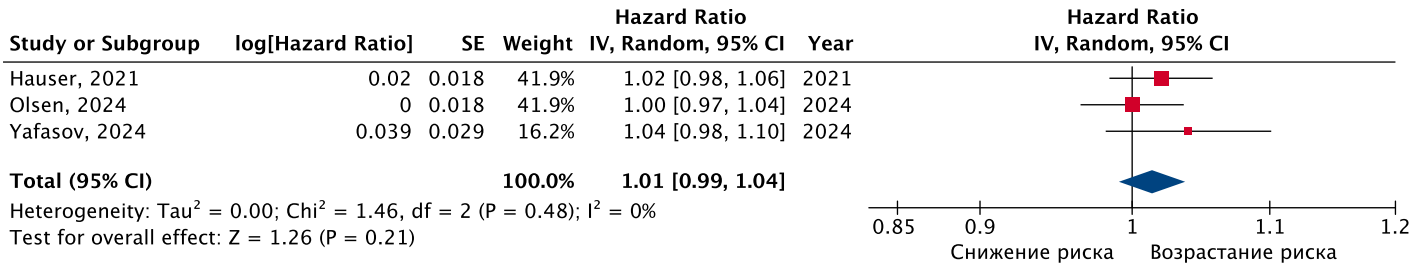 Hazard Ratio Hazard Ratio
Study or Subgroup log[Hazard Ratio] SE Weight IV, Random, 95% CI Year IV, Random, 95% CI
Hauser, 2021 0.02 0.018 41.9% 1.02 [0.98, 1.06] 2021
Olsen, 2024 0 0.018 41.9% 1.00 [0.97, 1.04] 2024
Yafasov, 2024 0.039 0.029 16.2% 1.04 [0.98, 1.10] 2024
Total (95% CI) 100.0% 1.01 [0.99, 1.04]
Heterogeneity: Tau² = 0.00; Chi² = 1.46, df = 2 (P = 0.48); I² = 0%
Test for overall effect: Z = 1.26 (P = 0.21)
0.85 0.9 1 1.1 1.2
Снижение риска Возрастание риска